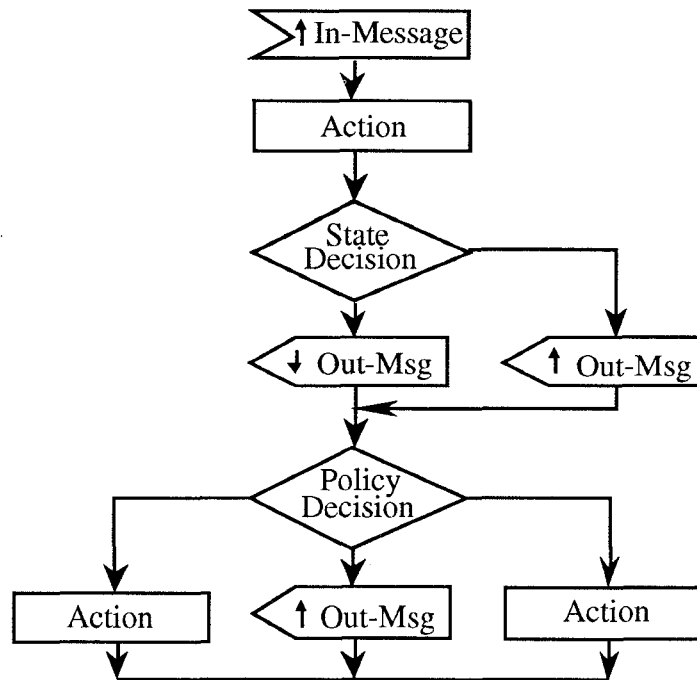 ↑ In-Message
Action
State
Decision
↓ Out-Msg
↑ Out-Msg
Policy
Decision
Action
↑ Out-Msg
Action